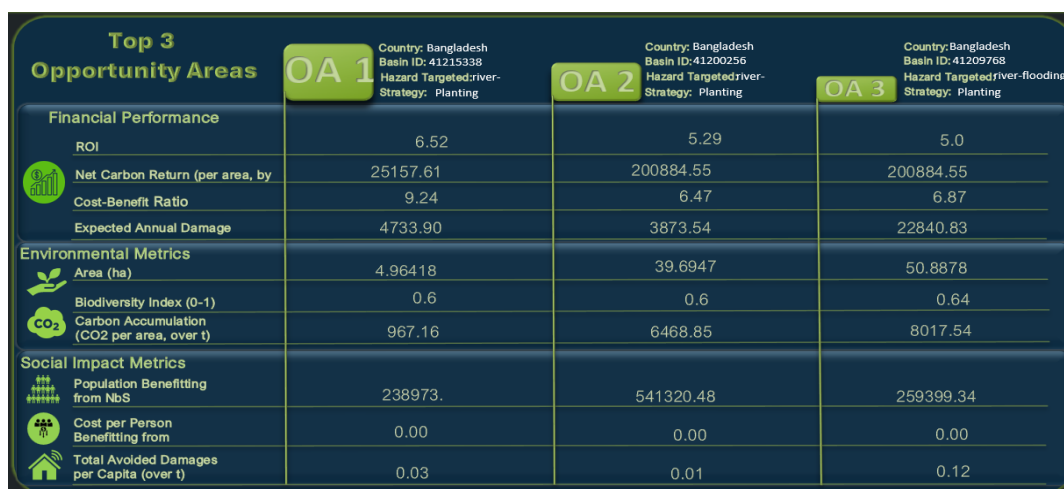 Top 3
Opportunity Areas
OA 1
Country: Bangladesh
Basin ID: 41215338
Hazard Targeted:river-
Strategy: Planting
OA 2
Country: Bangladesh
Basin ID: 41200256
Hazard Targeted:river-
Strategy: Planting
OA 3
Country: Bangladesh
Basin ID: 41209768
Hazard Targeted:river-flooding
Strategy: Planting
Financial Performance
ROI 6.52 5.29 5.0
Net Carbon Return (per area, by 25157.61 200884.55 200884.55
Cost-Benefit Ratio 9.24 6.47 6.87
Expected Annual Damage 4733.90 3873.54 22840.83
Environmental Metrics
Area (ha) 4.96418 39.6947 50.8878
Biodiversity Index (0-1) 0.6 0.6 0.64
CO2
Carbon Accumulation
(CO2 per area, over t) 967.16 6468.85 8017.54
Social Impact Metrics
Population Benefitting
from NbS 238973. 541320.48 259399.34
Cost per Person
Benefitting from 0.00 0.00 0.00
Total Avoided Damages
per Capita (over t) 0.03 0.01 0.12